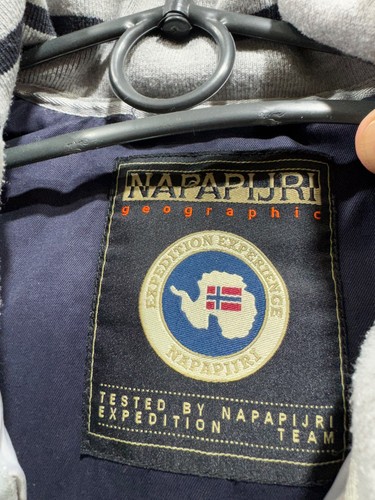 NAPAPIJRI
geographic
EXPEDITION EXPERIENCE
NAPAPIJRI
TESTED BY NAPAPIJRI
EXPEDITION TEAM